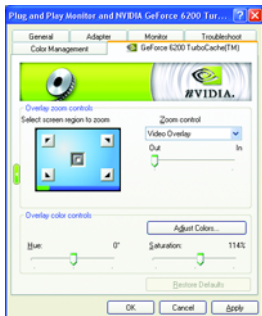 Plug and Play Monitor and NVIDIA GeForce 6200 Tur...
General
Adapter
Monitor
Troubleshoot
Color Management
GeForce 6200 TurboCache(TM)
NVIDIA.
Overlay zoom controls
Select screen region to zoom
Zoom control
Video Overlay
Out
In
Overlay color controls
Adjust Colors...
Hue:
0°
Saturation:
114%
Restore Defaults
OK
Cancel
Apply